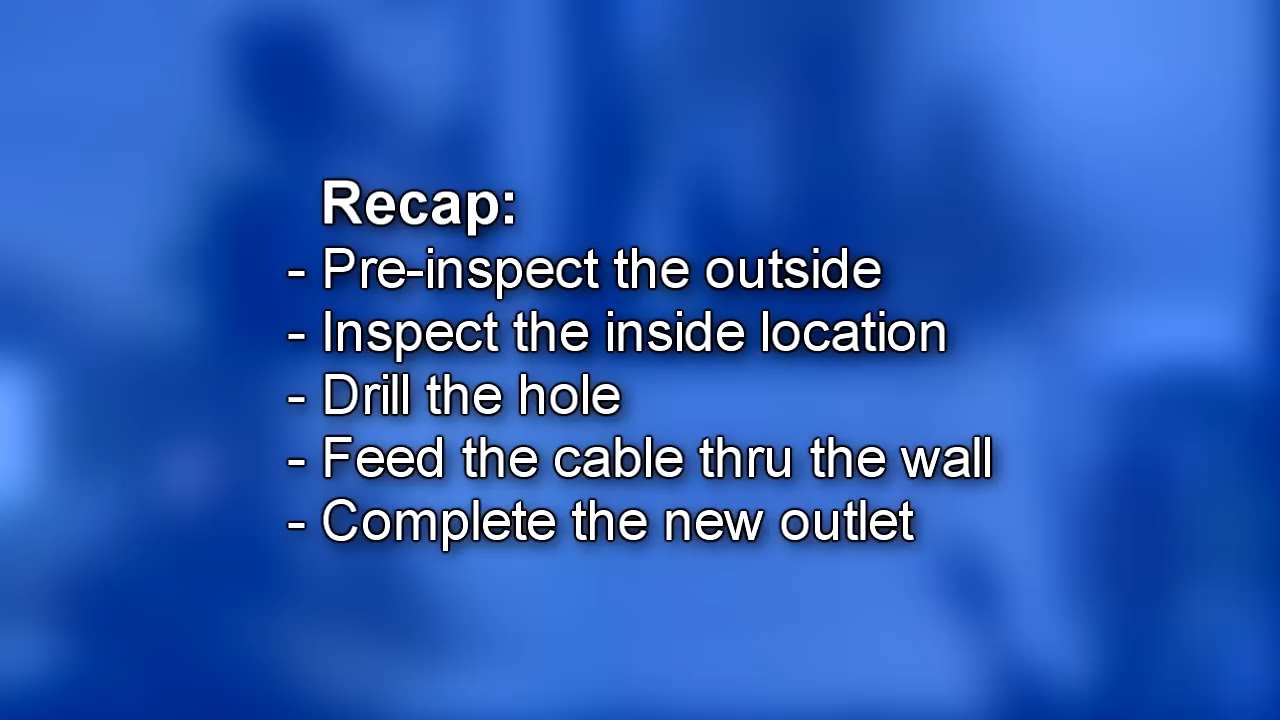 Recap:
- Pre-inspect the outside
- Inspect the inside location
- Drill the hole
- Feed the cable thru the wall
- Complete the new outlet